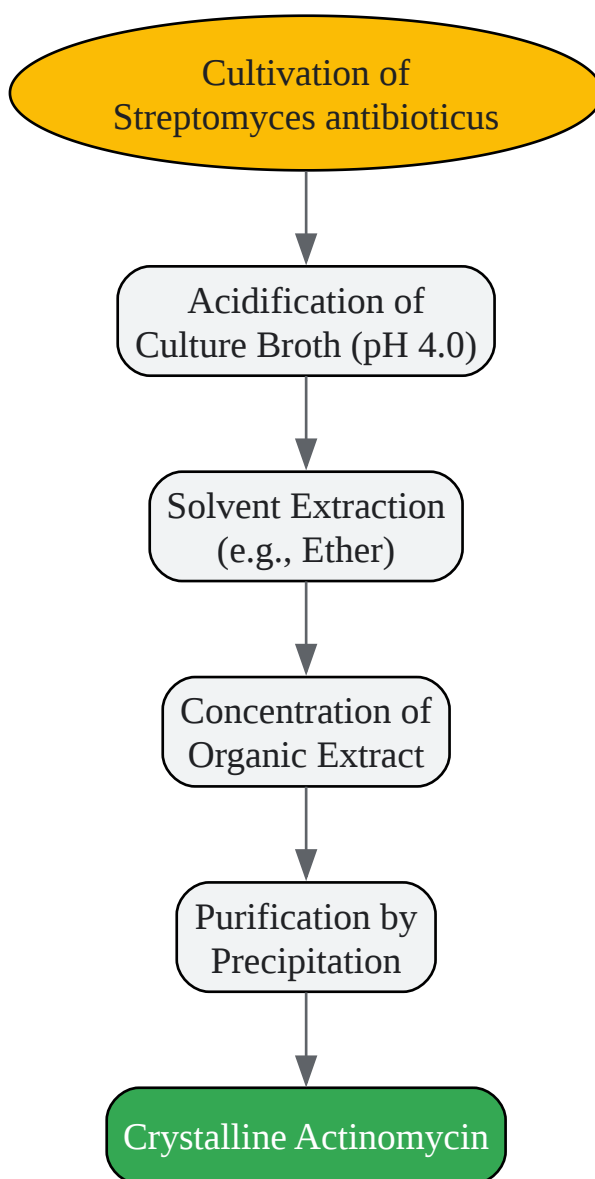 Cultivation of
Streptomyces antibioticus
Acidification of
Culture Broth (pH 4.0)
Solvent Extraction
(e.g., Ether)
Concentration of
Organic Extract
Purification by
Precipitation
Crystalline Actinomycin